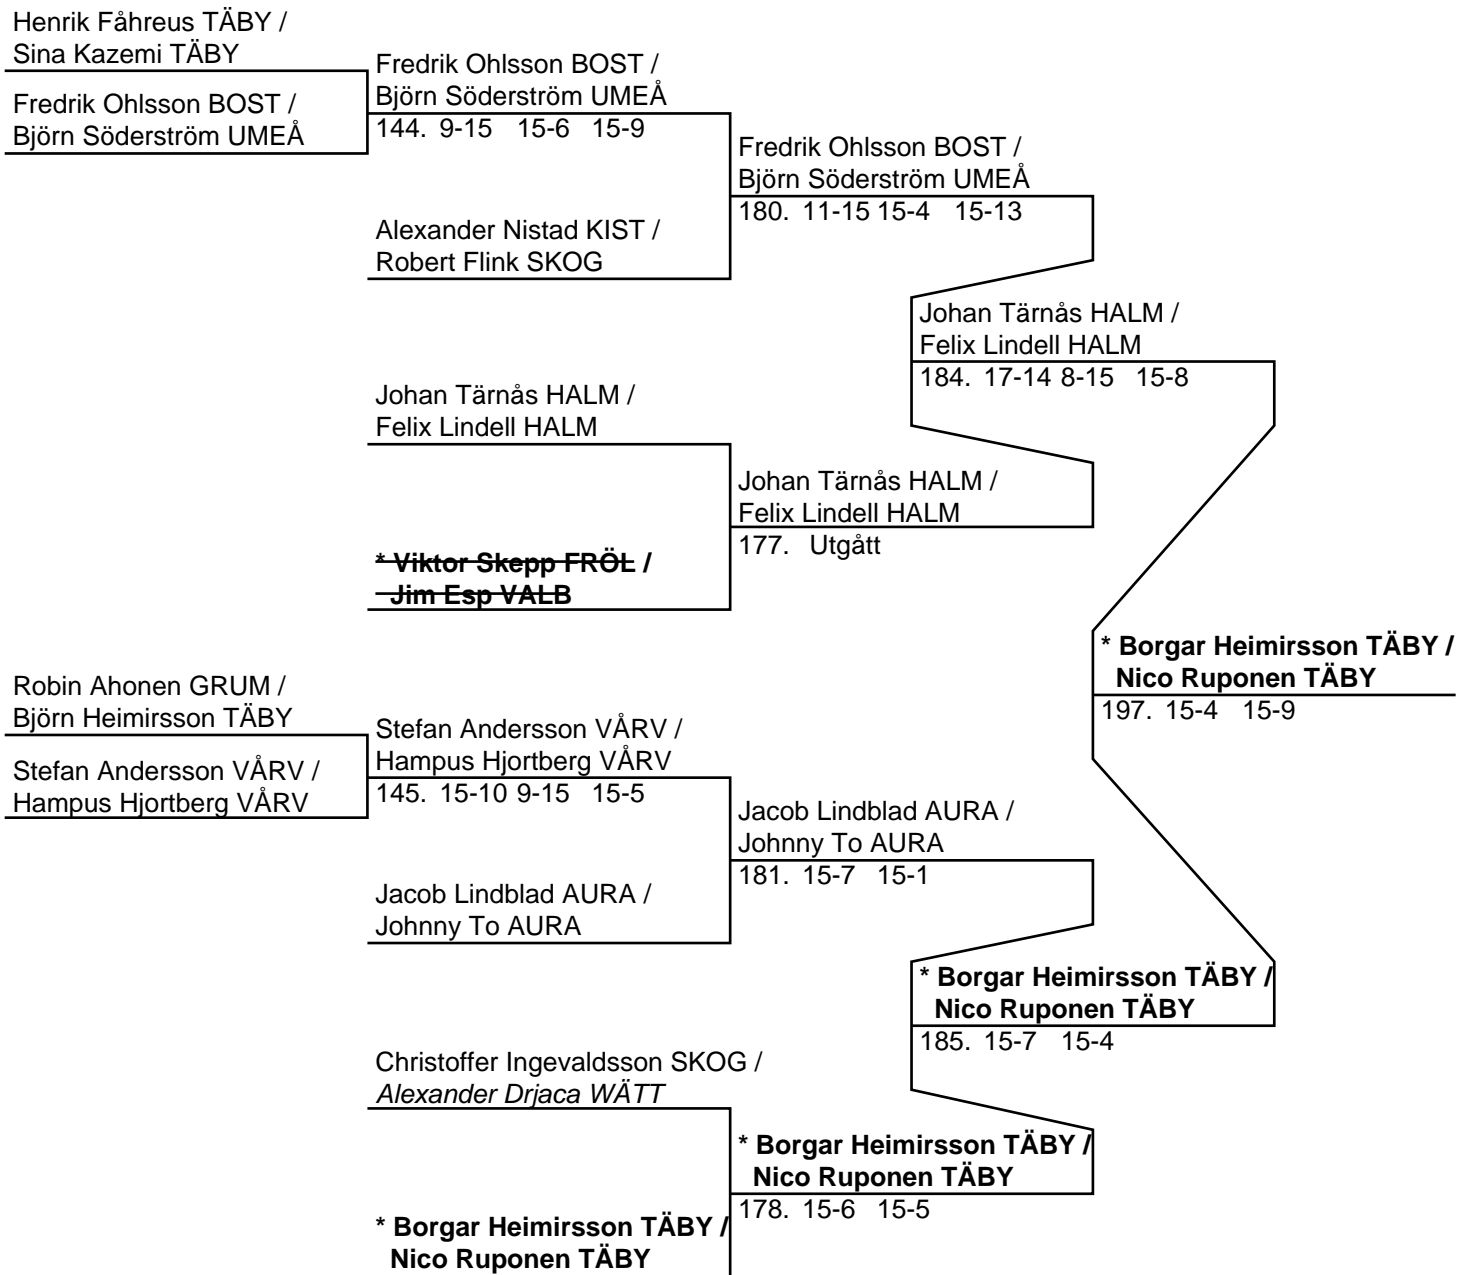 Henrik Fåhreus TÄBY /
Sina Kazemi TÄBY
Fredrik Ohlsson BOST /
Björn Söderström UMEÅ
Fredrik Ohlsson BOST /
Björn Söderström UMEÅ
144. 9-15 15-6 15-9
Alexander Nistad KIST /
Robert Flink SKOG
Fredrik Ohlsson BOST /
Björn Söderström UMEÅ
180. 11-15 15-4 15-13
Johan Tärnås HALM /
Felix Lindell HALM
* Viktor Skepp FRÖL /
Jim Esp VALB
Johan Tärnås HALM /
Felix Lindell HALM
177. Utgått
Johan Tärnås HALM /
Felix Lindell HALM
184. 17-14 8-15 15-8
Robin Ahonen GRUM /
Björn Heimirsson TÄBY
Stefan Andersson VÅRV /
Hampus Hjortberg VÅRV
Stefan Andersson VÅRV /
Hampus Hjortberg VÅRV
145. 15-10 9-15 15-5
Jacob Lindblad AURA /
Johnny To AURA
Jacob Lindblad AURA /
Johnny To AURA
181. 15-7 15-1
Christoffer Ingevaldsson SKOG /
Alexander Drjaca WÄTT
* Borgar Heimirsson TÄBY /
Nico Ruponen TÄBY
* Borgar Heimirsson TÄBY /
Nico Ruponen TÄBY
178. 15-6 15-5
* Borgar Heimirsson TÄBY /
Nico Ruponen TÄBY
185. 15-7 15-4
* Borgar Heimirsson TÄBY /
Nico Ruponen TÄBY
197. 15-4 15-9